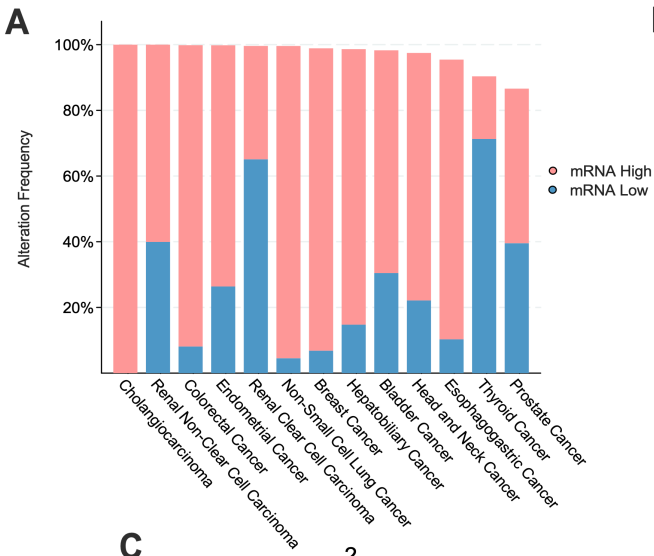 A
Alteration Frequency
100%
80%
60%
40%
20%
mRNA High
mRNA Low
Cholangiocarcinoma
Renal Non-Clear Cell Carcinoma
Colorectal Cancer
Endometrial Cancer
Renal Clear Cell Carcinoma
Non-Small Cell Lung Cancer
Breast Cancer
Hepatobiliary Cancer
Bladder Cancer
Head and Neck Cancer
Esophagogastric Cancer
Thyroid Cancer
Prostate Cancer
C